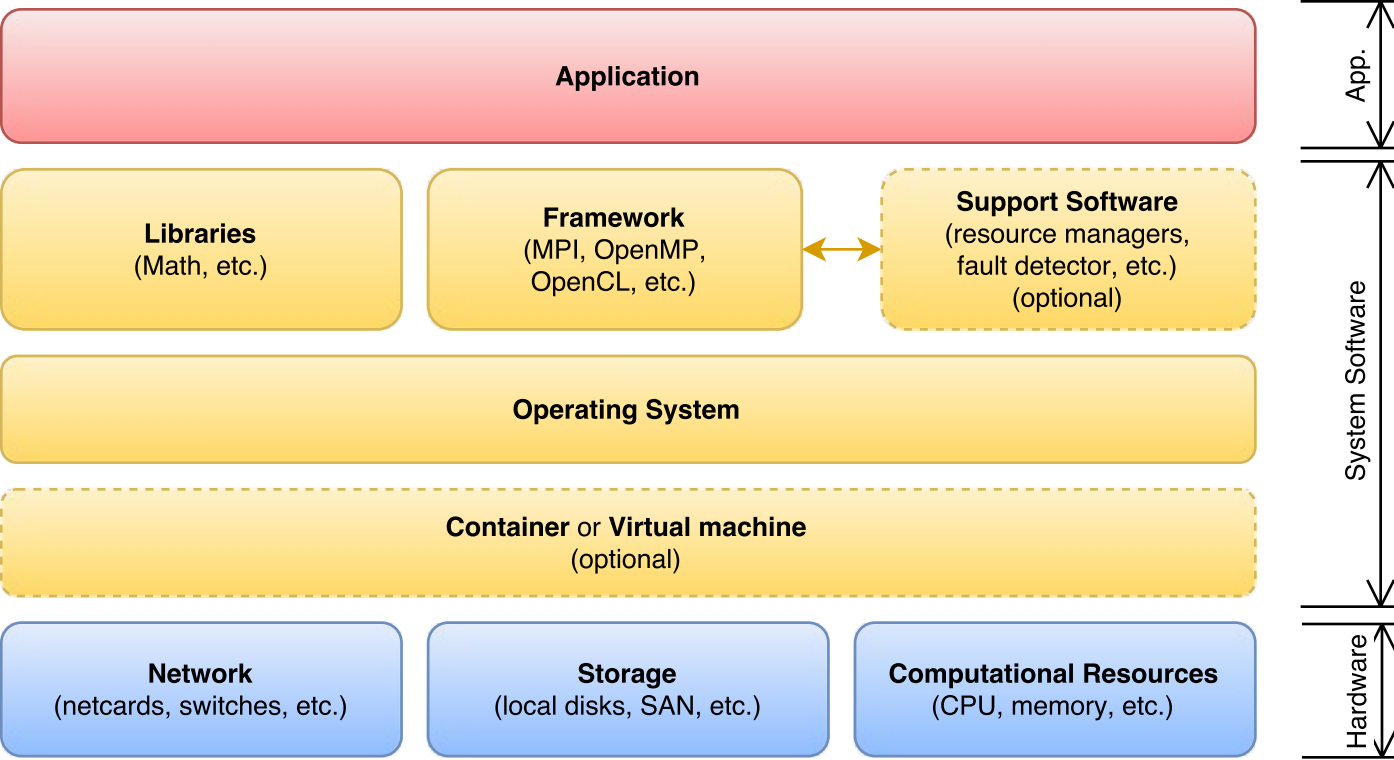 Application
Libraries
(Math, etc.)
Framework
(MPI, OpenMP,
OpenCL, etc.)
Support Software
(resource managers,
fault detector, etc.)
(optional)
Operating System
Container or Virtual machine
(optional)
Network
(netcards, switches, etc.)
Storage
(local disks, SAN, etc.)
Computational Resources
(CPU, memory, etc.)
App.
System Software
Hardware